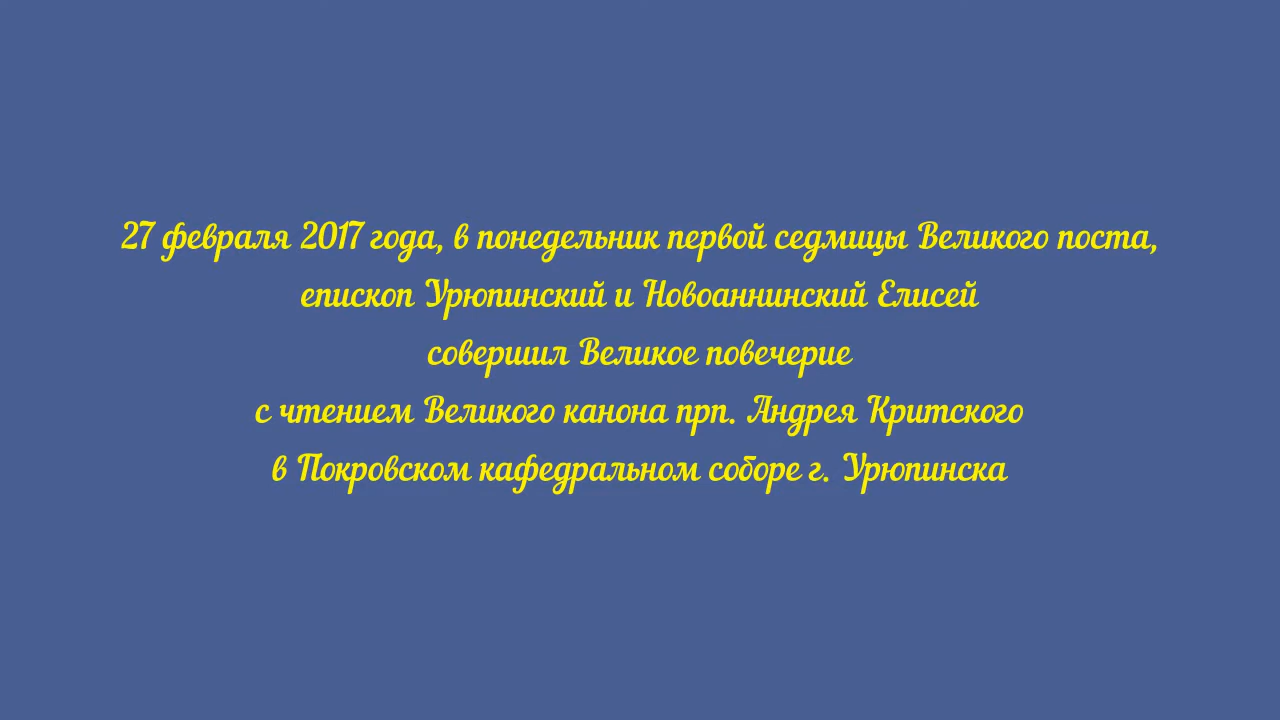 27 февраля 2017 года, в понедельник первой седмицы Великого поста,
епископ Урюпинский и Новоаннинский Елисей
совершил Великое повечерие
с чтением Великого канона прп. Андрея Критского
в Покровском кафедральном соборе г. Урюпинска